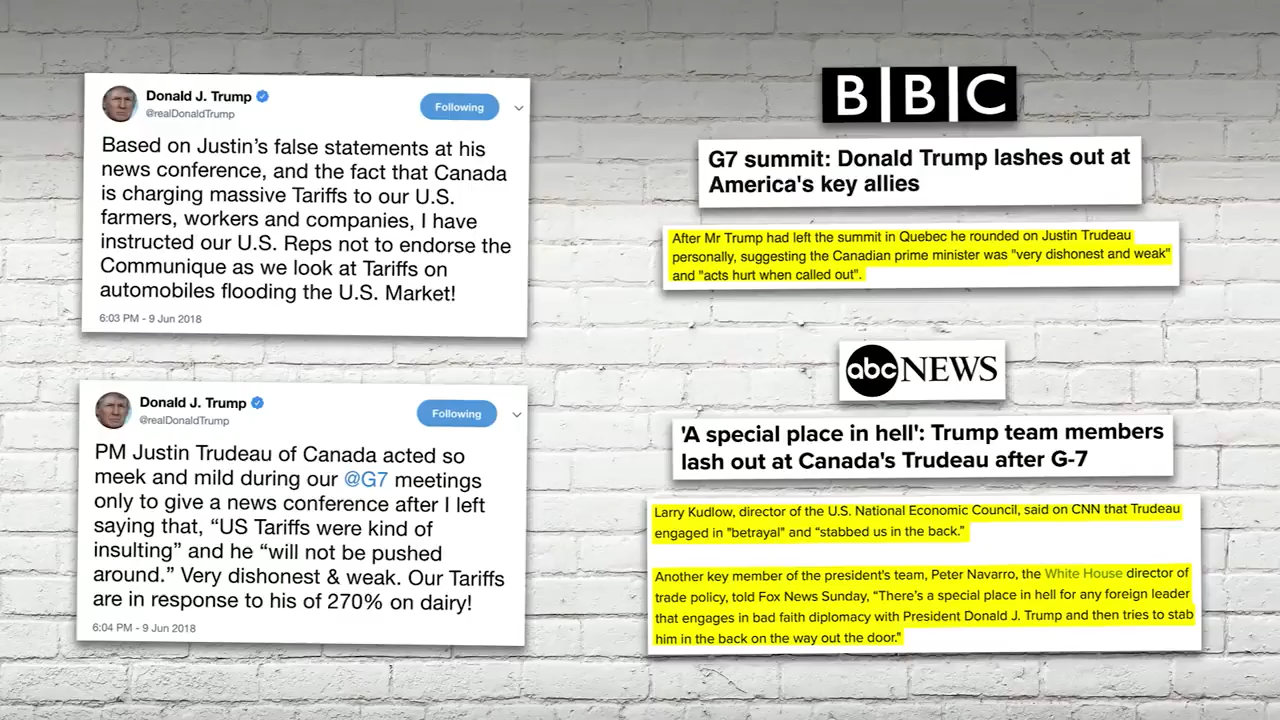 Donald J. Trump
@realDonaldTrump
Following
Based on Justin’s false statements at his
news conference, and the fact that Canada
is charging massive Tariffs to our U.S.
farmers, workers and companies, I have
instructed our U.S. Reps not to endorse the
Communique as we look at Tariffs on
automobiles flooding the U.S. Market!
6:03 PM - 9 Jun 2018
Donald J. Trump
@realDonaldTrump
Following
PM Justin Trudeau of Canada acted so
meek and mild during our @G7 meetings
only to give a news conference after I left
saying that, “US Tariffs were kind of
insulting” and he “will not be pushed
around.” Very dishonest & weak. Our Tariffs
are in response to his of 270% on dairy!
6:04 PM - 9 Jun 2018
BBC
G7 summit: Donald Trump lashes out at
America's key allies
After Mr Trump had left the summit in Quebec he rounded on Justin Trudeau
personally, suggesting the Canadian prime minister was "very dishonest and weak"
and "acts hurt when called out".
abc NEWS
'A special place in hell': Trump team members
lash out at Canada's Trudeau after G-7
Larry Kudlow, director of the U.S. National Economic Council, said on CNN that Trudeau
engaged in "betrayal" and “stabbed us in the back.”
Another key member of the president's team, Peter Navarro, the White House director of
trade policy, told Fox News Sunday, “There’s a special place in hell for any foreign leader
that engages in bad faith diplomacy with President Donald J. Trump and then tries to stab
him in the back on the way out the door."